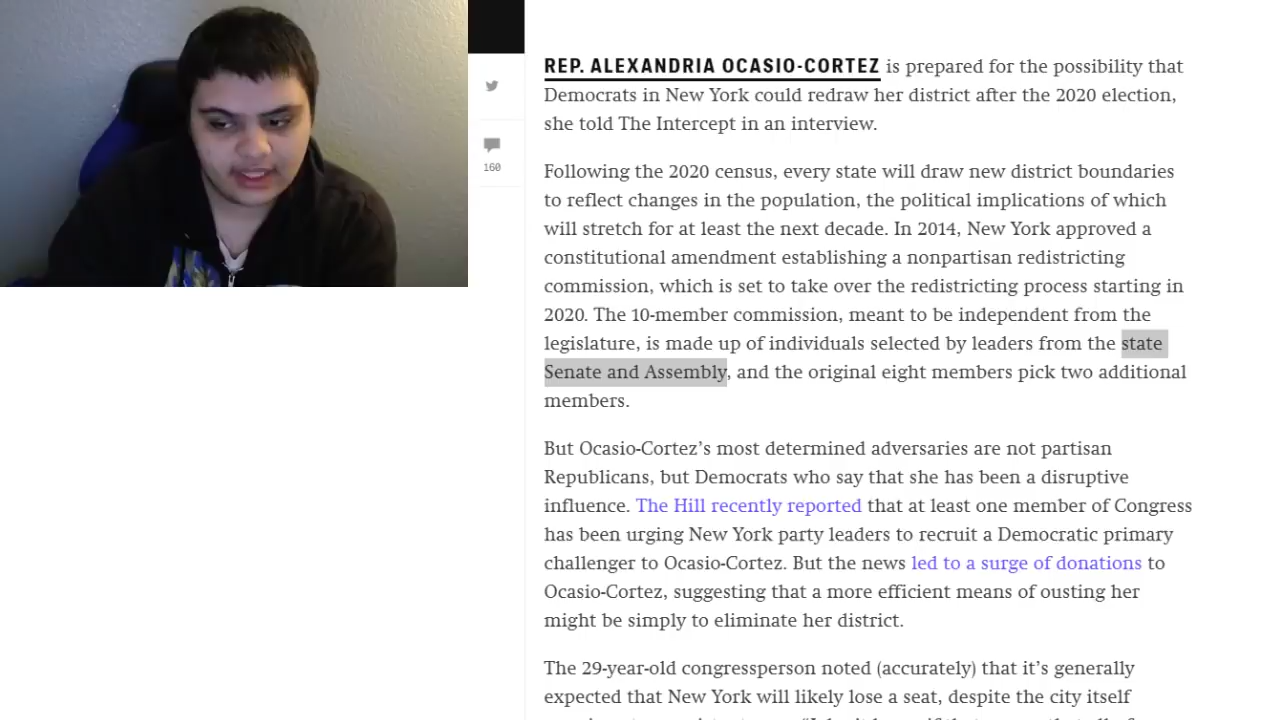 REP. ALEXANDRIA OCASIO-CORTEZ is prepared for the possibility that
Democrats in New York could redraw her district after the 2020 election,
she told The Intercept in an interview.
160
Following the 2020 census, every state will draw new district boundaries
to reflect changes in the population, the political implications of which
will stretch for at least the next decade. In 2014, New York approved a
constitutional amendment establishing a nonpartisan redistricting
commission, which is set to take over the redistricting process starting in
2020. The 10-member commission, meant to be independent from the
legislature, is made up of individuals selected by leaders from the state
Senate and Assembly, and the original eight members pick two additional
members.
But Ocasio-Cortez’s most determined adversaries are not partisan
Republicans, but Democrats who say that she has been a disruptive
influence. The Hill recently reported that at least one member of Congress
has been urging New York party leaders to recruit a Democratic primary
challenger to Ocasio-Cortez. But the news led to a surge of donations to
Ocasio-Cortez, suggesting that a more efficient means of ousting her
might be simply to eliminate her district.
The 29-year-old congressperson noted (accurately) that it’s generally
expected that New York will likely lose a seat, despite the city itself